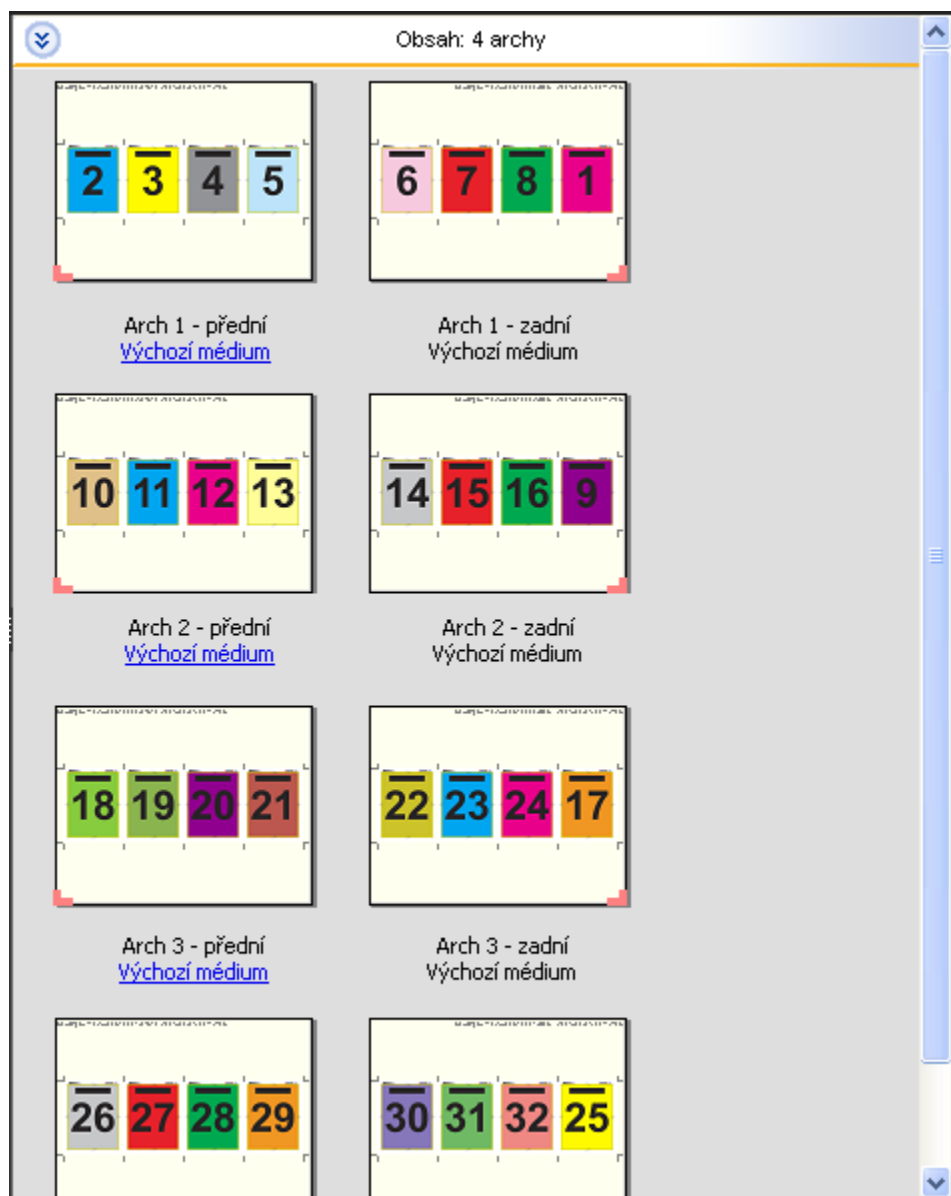 Obsah: 4 archy
2 3 4 5
6 7 8 1
Arch 1 - přední
Výchozí médium
Arch 1 - zadní
Výchozí médium
10 11 12 13
14 15 16 9
Arch 2 - přední
Výchozí médium
Arch 2 - zadní
Výchozí médium
18 19 20 21
22 23 24 17
Arch 3 - přední
Výchozí médium
Arch 3 - zadní
Výchozí médium
26 27 28 29
30 31 32 25